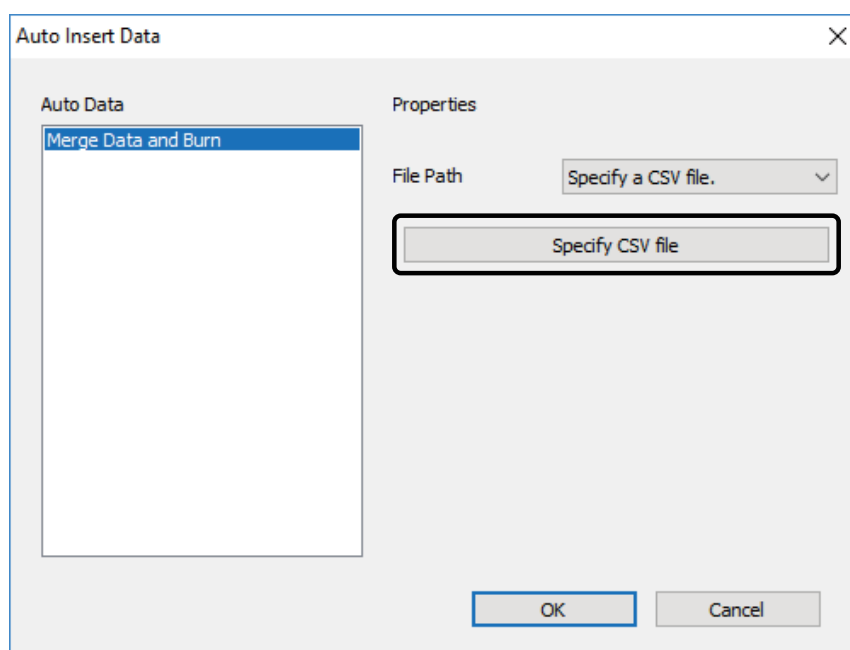 Auto Insert Data
Auto Data
Properties
Merge Data and Burn
File Path
Specify a CSV file.
Specify CSV file
OK
Cancel